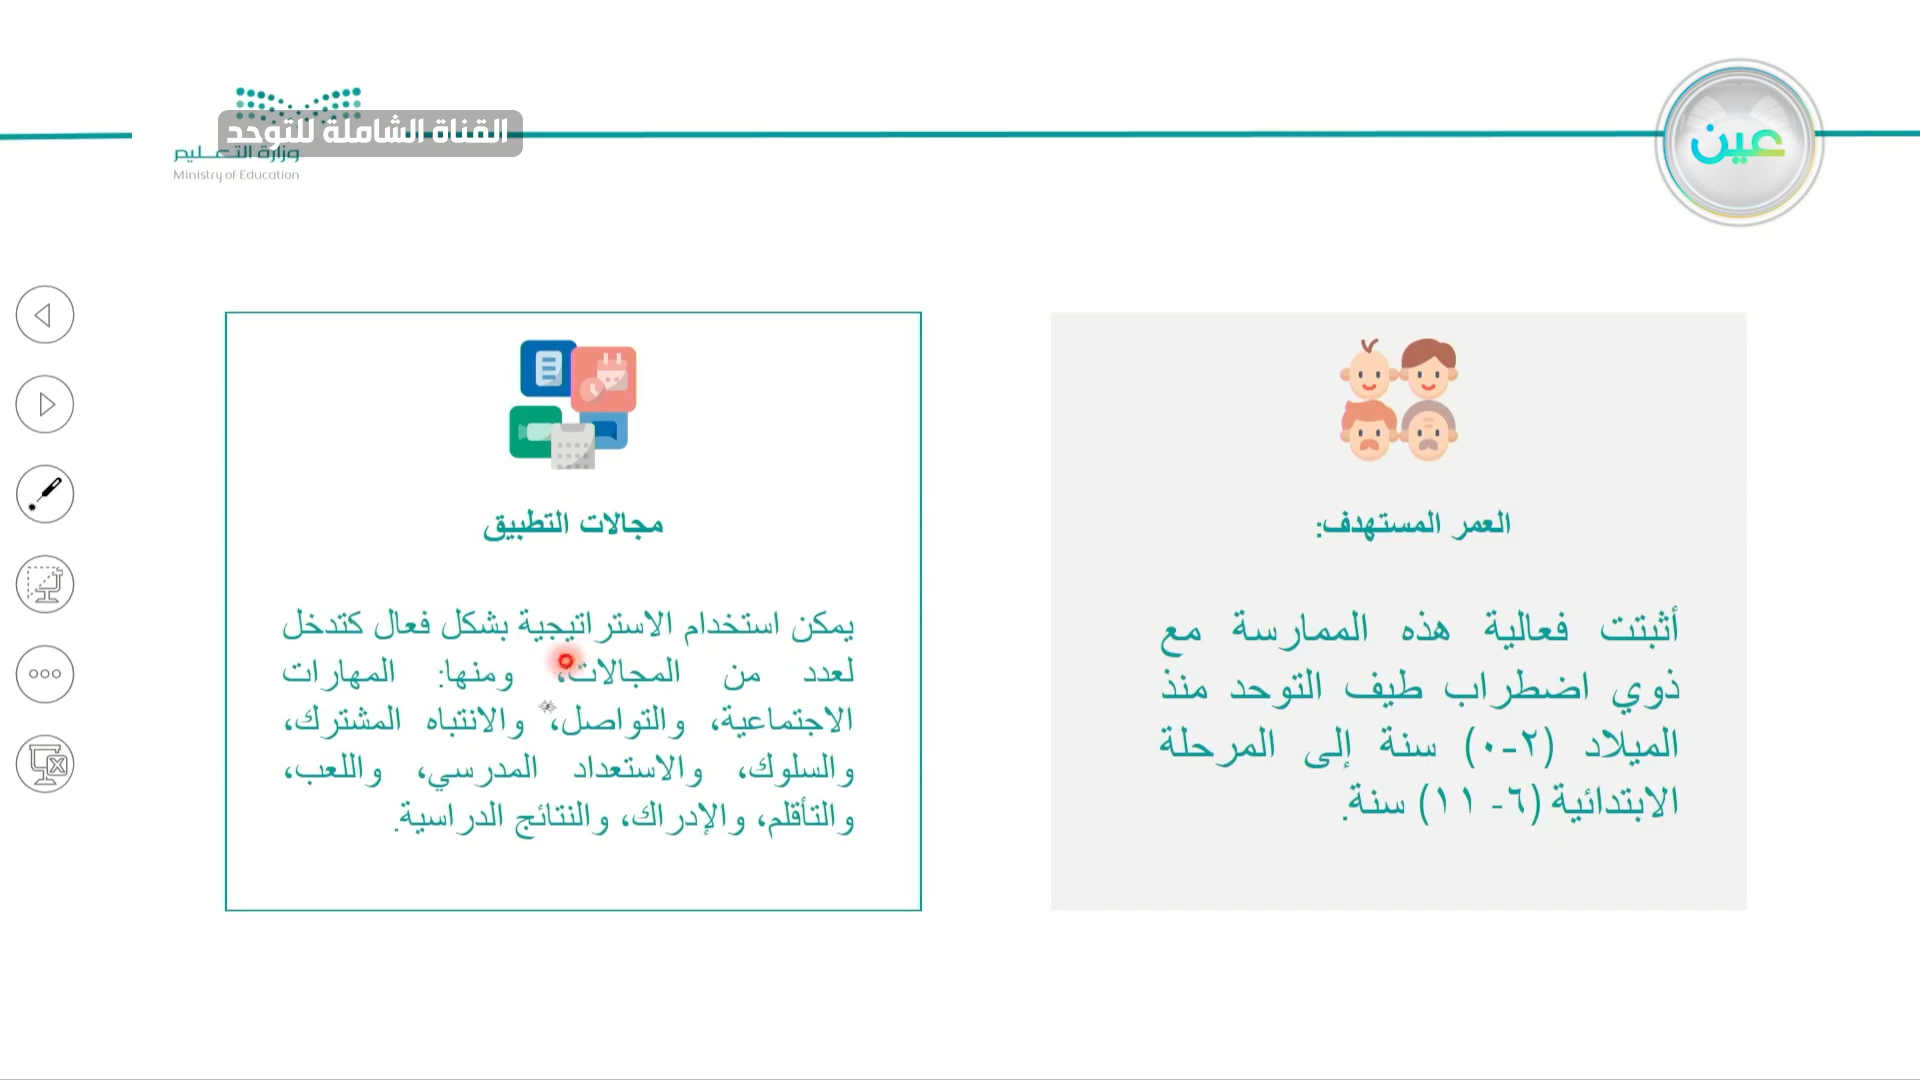 القناة الشاملة للتوحد
وزارة التعليم
Ministry of Education
عين
العمر المستهدف:
أثبتت فعالية هذه الممارسة مع
ذوي اضطراب طيف التوحد منذ
الميلاد (٢-٠) سنة إلى المرحلة
الابتدائية (٦- ١١) سنة.
مجالات التطبيق
يمكن استخدام الاستراتيجية بشكل فعال كتدخل
لعدد من المجالات، ومنها: المهارات
الاجتماعية، والتواصل، والانتباه المشترك،
والسلوك، والاستعداد المدرسي، واللعب،
والتأقلم، والإدراك، والنتائج الدراسية.